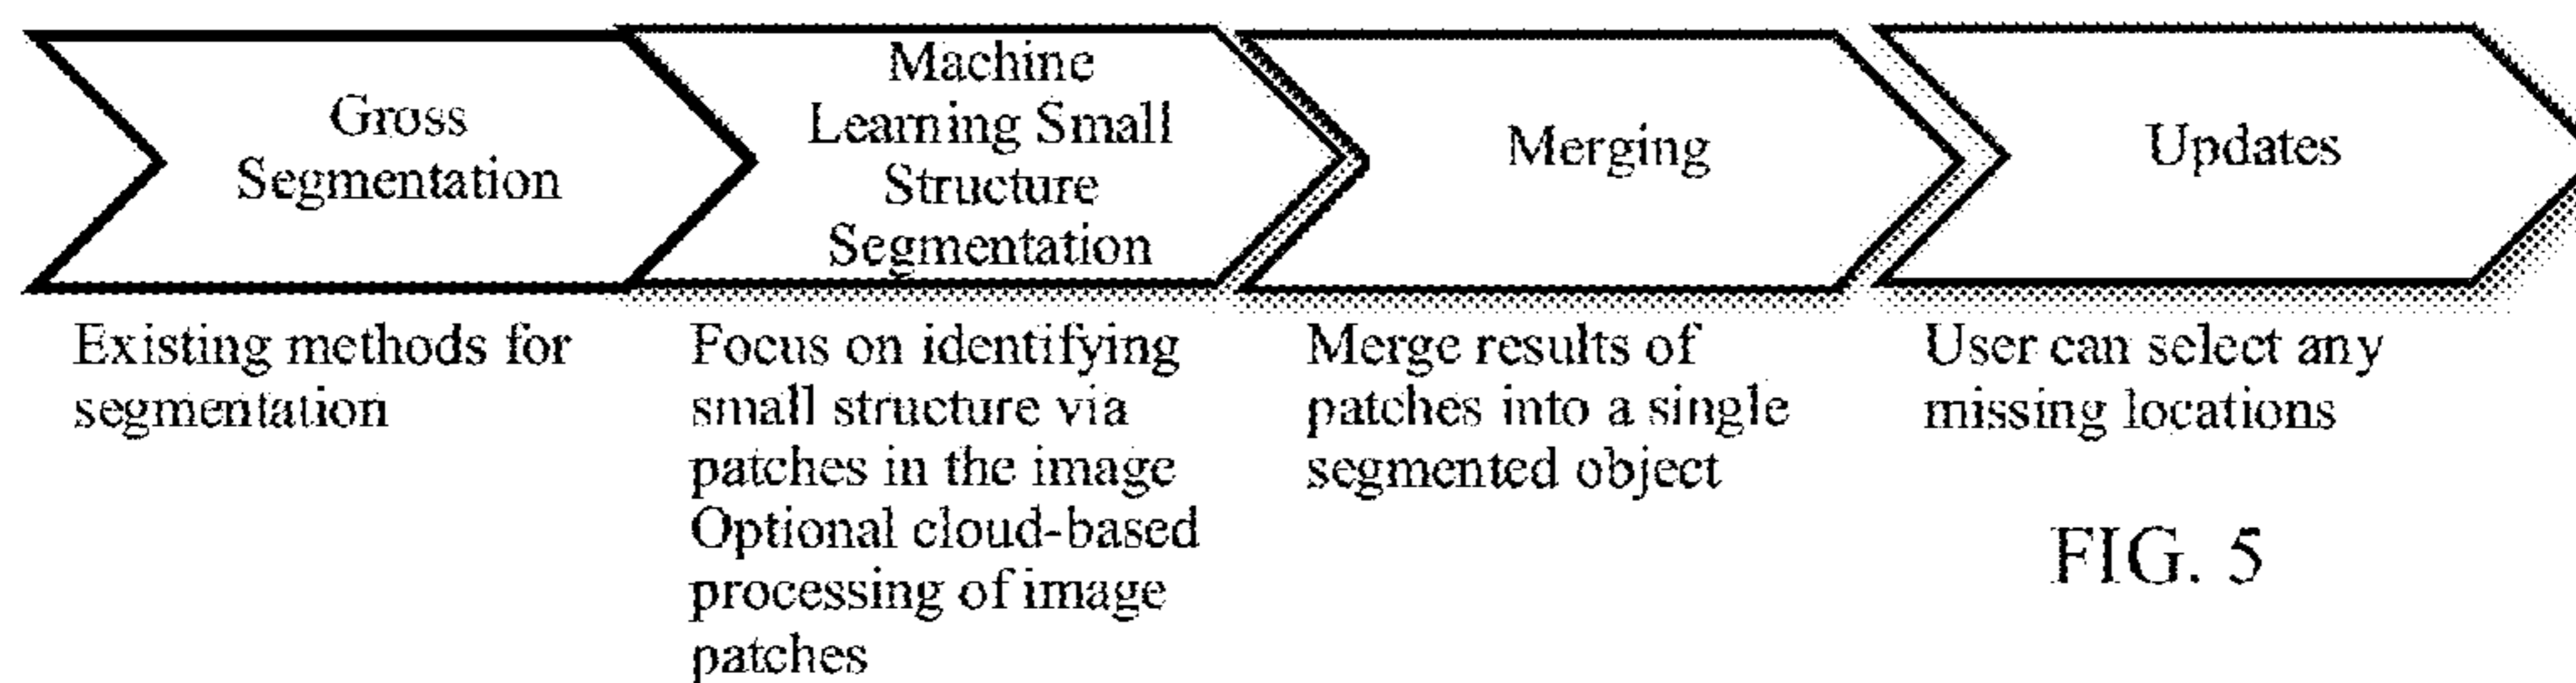 Gross
Segmentation
Machine
Learning Small
Structure
Segmentation
Merging
Updates
Existing methods for
segmentation
Focus on identifying
small structure via
patches in the image
Optional cloud-based
processing of image
patches
Merge results of
patches into a single
segmented object
User can select any
missing locations
FIG. 5